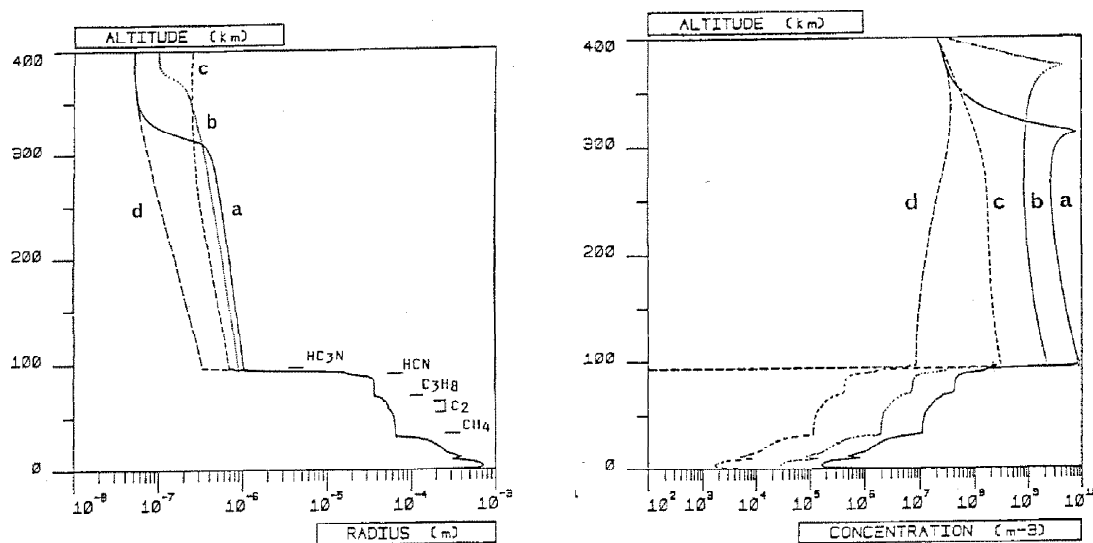 ALTITUDE (km)
400
300
200
100
0
c
b
d
a
HC3N
HCN
C3H8
C2
CH4
10-8 10-7 10-6 10-5 10-4 10-3
RADIUS (m)
ALTITUDE (km)
400
300
200
100
0
d c b a
10^2 10^3 10^4 10^5 10^6 10^7 10^8 10^9 10^10
CONCENTRATION (m-3)